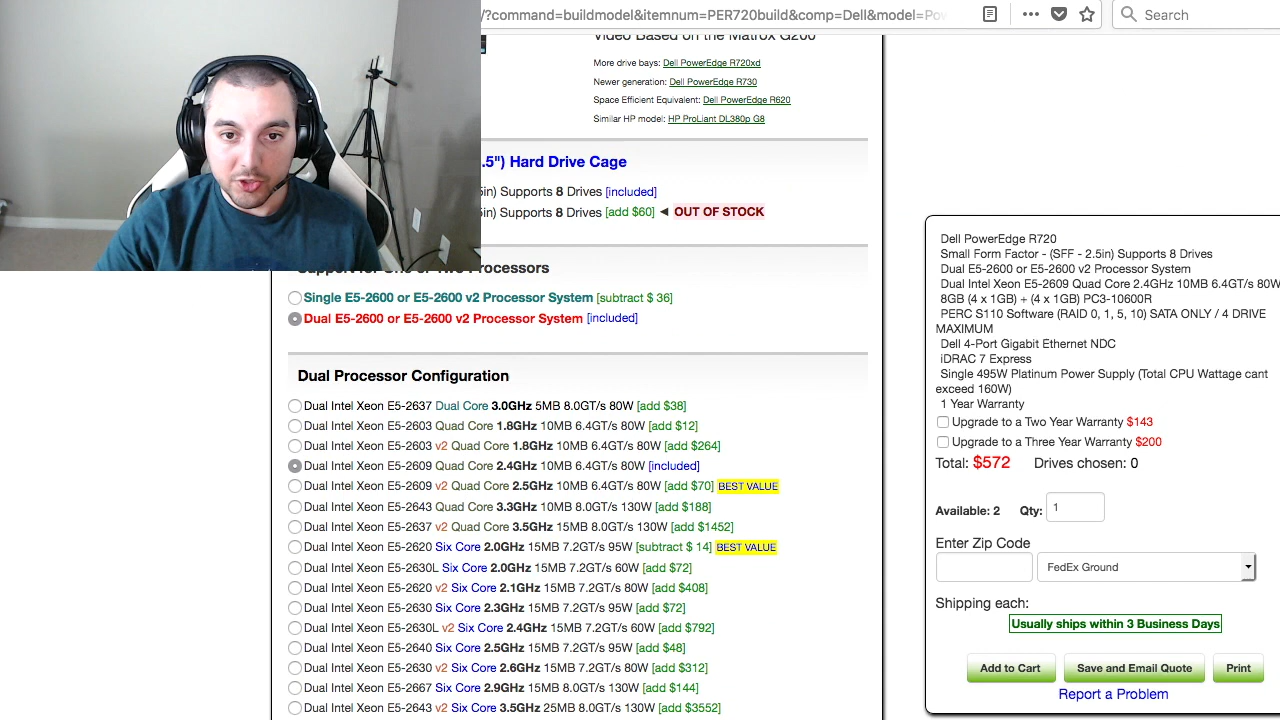 /?command=buildmodel&itemnum=PER720build&comp=Dell&model=Po
Search
Video Based on the Matrox G200
More drive bays: Dell PowerEdge R720xd
Newer generation: Dell PowerEdge R730
Space Efficient Equivalent: Dell PowerEdge R620
Similar HP model: HP ProLiant DL380p G8
.5") Hard Drive Cage
5in) Supports 8 Drives [included]
5in) Supports 8 Drives [add $60] ◄ OUT OF STOCK
Support for One or Two Processors
Single E5-2600 or E5-2600 v2 Processor System [subtract $ 36]
Dual E5-2600 or E5-2600 v2 Processor System [included]
Dual Processor Configuration
Dual Intel Xeon E5-2637 Dual Core 3.0GHz 5MB 8.0GT/s 80W [add $38]
Dual Intel Xeon E5-2603 Quad Core 1.8GHz 10MB 6.4GT/s 80W [add $12]
Dual Intel Xeon E5-2603 v2 Quad Core 1.8GHz 10MB 6.4GT/s 80W [add $264]
Dual Intel Xeon E5-2609 Quad Core 2.4GHz 10MB 6.4GT/s 80W [included]
Dual Intel Xeon E5-2609 v2 Quad Core 2.5GHz 10MB 6.4GT/s 80W [add $70] BEST VALUE
Dual Intel Xeon E5-2643 Quad Core 3.3GHz 10MB 8.0GT/s 130W [add $188]
Dual Intel Xeon E5-2637 v2 Quad Core 3.5GHz 15MB 8.0GT/s 130W [add $1452]
Dual Intel Xeon E5-2620 Six Core 2.0GHz 15MB 7.2GT/s 95W [subtract $ 14] BEST VALUE
Dual Intel Xeon E5-2630L Six Core 2.0GHz 15MB 7.2GT/s 60W [add $72]
Dual Intel Xeon E5-2620 v2 Six Core 2.1GHz 15MB 7.2GT/s 80W [add $408]
Dual Intel Xeon E5-2630 Six Core 2.3GHz 15MB 7.2GT/s 95W [add $72]
Dual Intel Xeon E5-2630L v2 Six Core 2.4GHz 15MB 7.2GT/s 60W [add $792]
Dual Intel Xeon E5-2640 Six Core 2.5GHz 15MB 7.2GT/s 95W [add $48]
Dual Intel Xeon E5-2630 v2 Six Core 2.6GHz 15MB 7.2GT/s 80W [add $312]
Dual Intel Xeon E5-2667 Six Core 2.9GHz 15MB 8.0GT/s 130W [add $144]
Dual Intel Xeon E5-2643 v2 Six Core 3.5GHz 25MB 8.0GT/s 130W [add $3552]
Dell PowerEdge R720
Small Form Factor - (SFF - 2.5in) Supports 8 Drives
Dual E5-2600 or E5-2600 v2 Processor System
Dual Intel Xeon E5-2609 Quad Core 2.4GHz 10MB 6.4GT/s 80W
8GB (4 x 1GB) + (4 x 1GB) PC3-10600R
PERC S110 Software (RAID 0, 1, 5, 10) SATA ONLY / 4 DRIVE
MAXIMUM
Dell 4-Port Gigabit Ethernet NDC
iDRAC 7 Express
Single 495W Platinum Power Supply (Total CPU Wattage cant
exceed 160W)
1 Year Warranty
Upgrade to a Two Year Warranty $143
Upgrade to a Three Year Warranty $200
Total: $572 Drives chosen: 0
Available: 2 Qty: 1
Enter Zip Code
FedEx Ground
Shipping each:
Usually ships within 3 Business Days
Add to Cart Save and Email Quote Print
Report a Problem